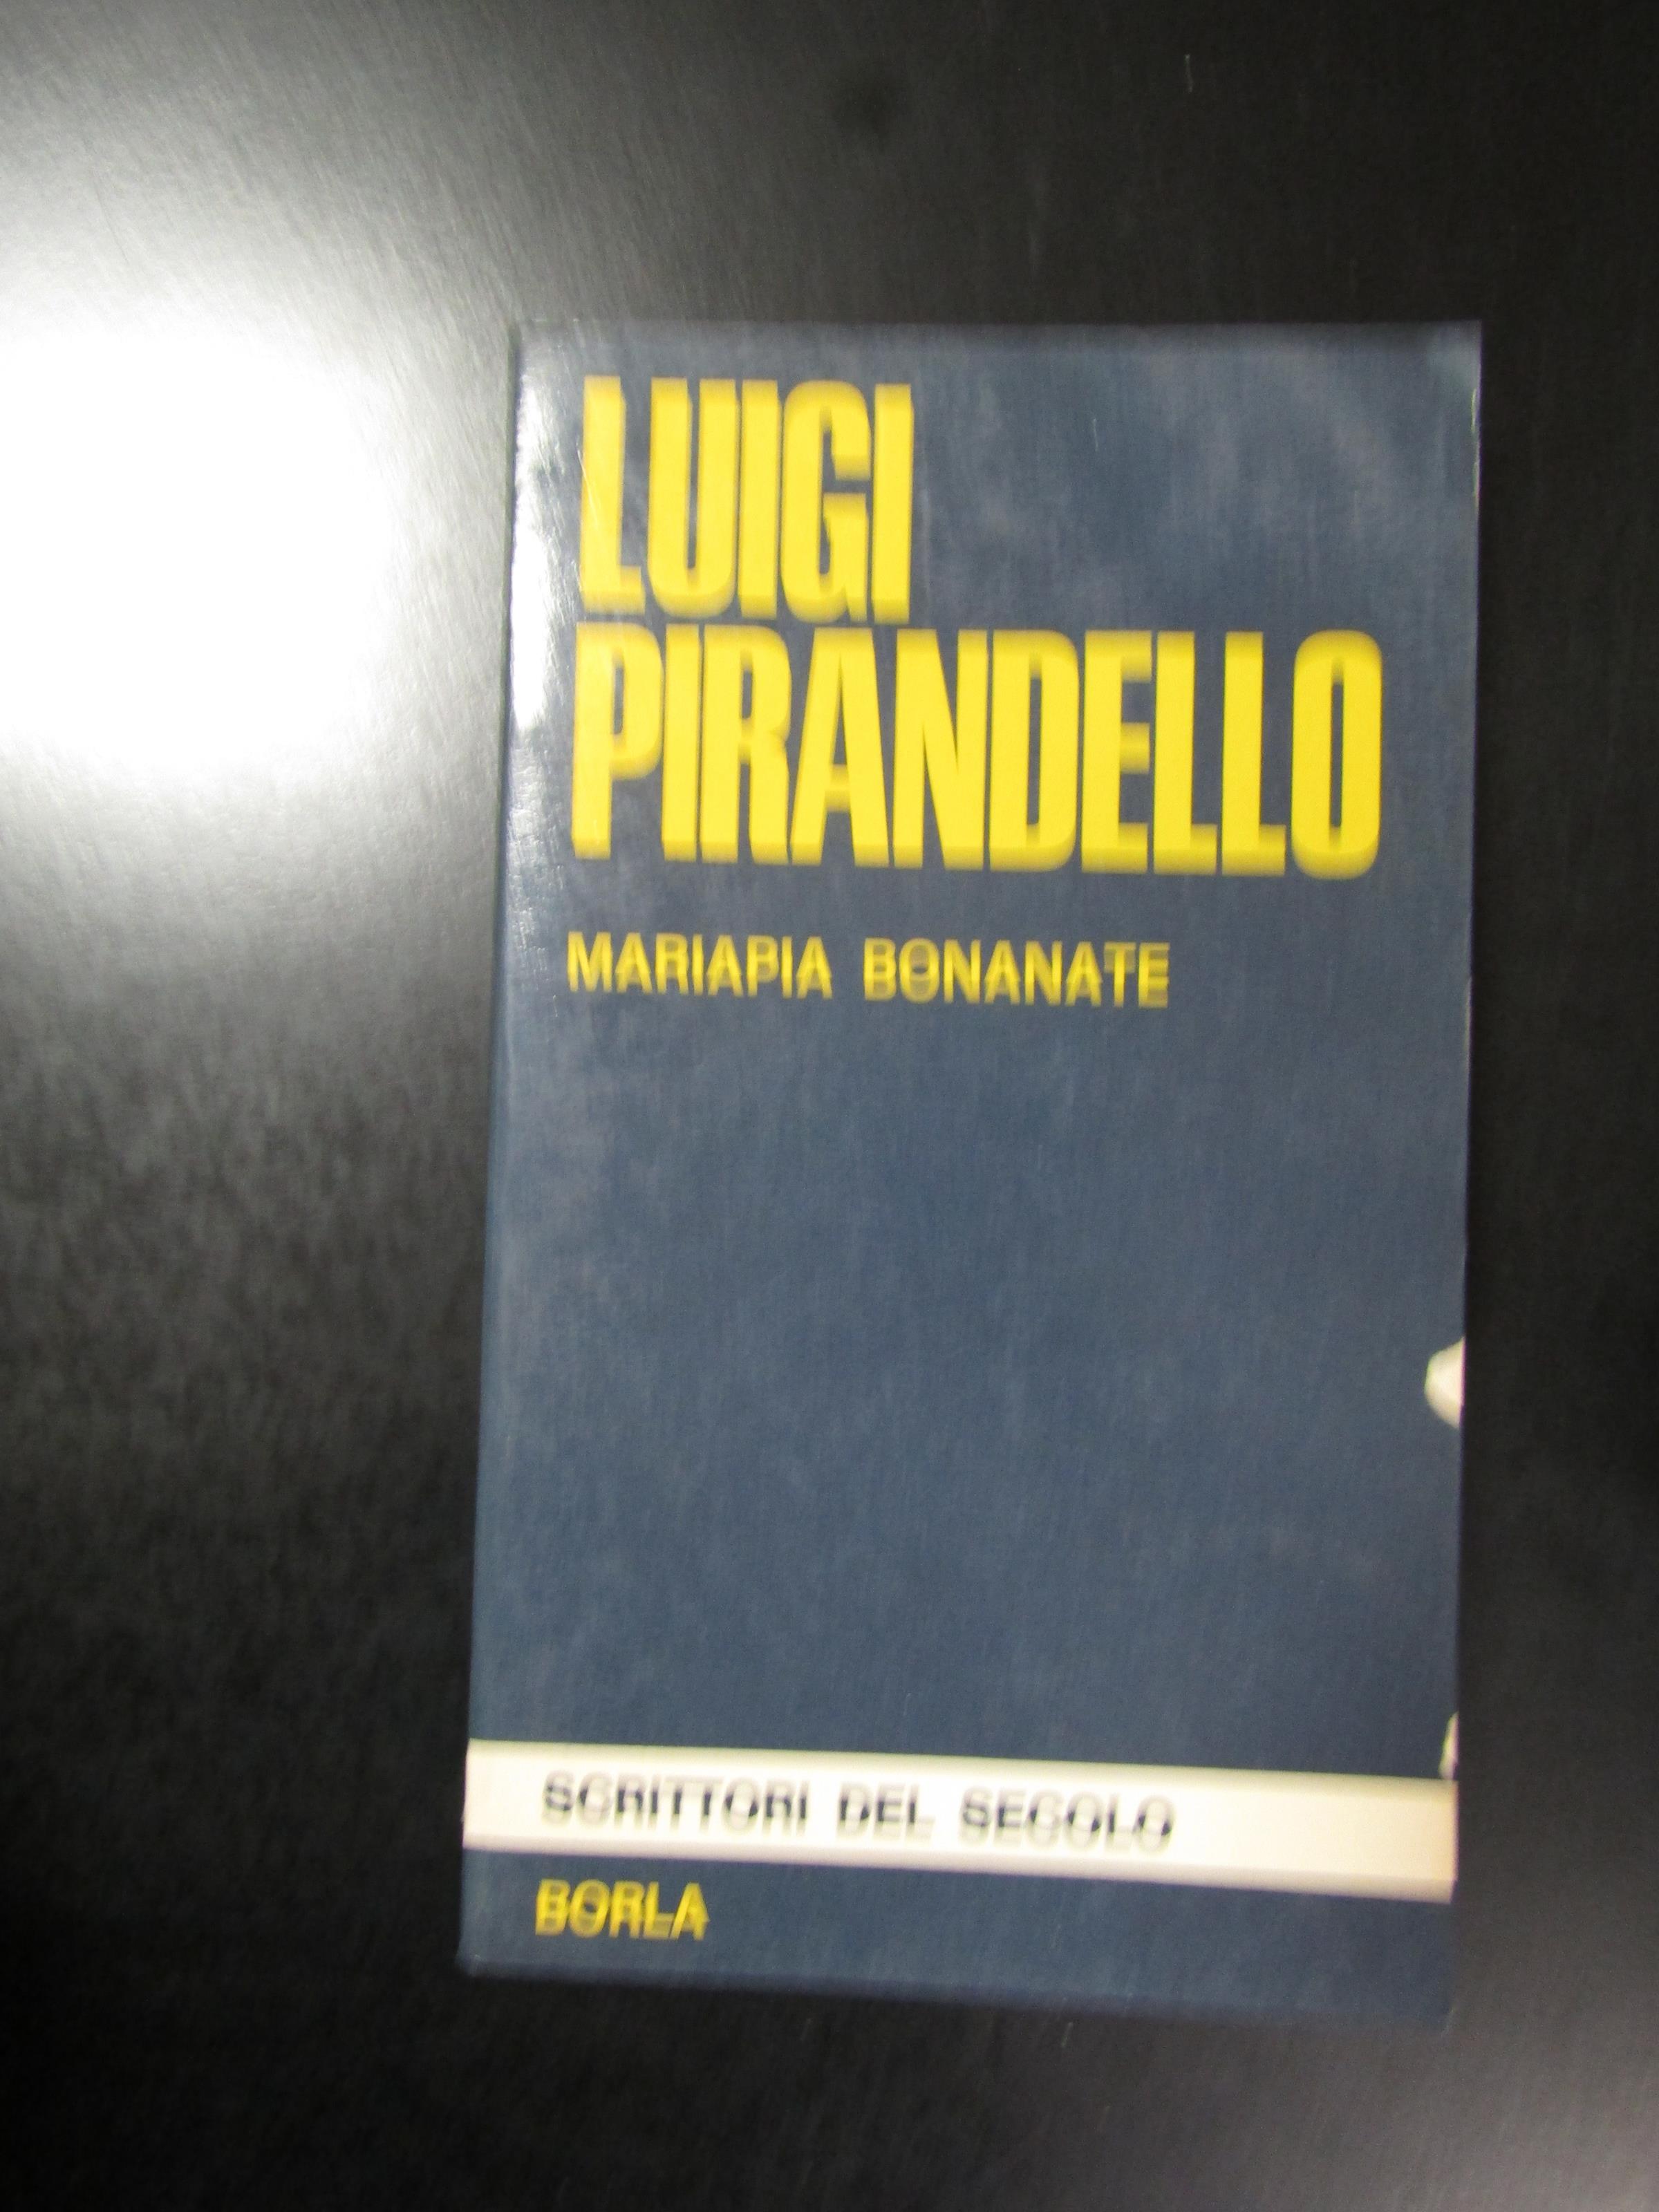 LUIGI
PIRANDELLO
MARIAPIA BONANATE
SCRITTORI DEL SECOLO
BORLA